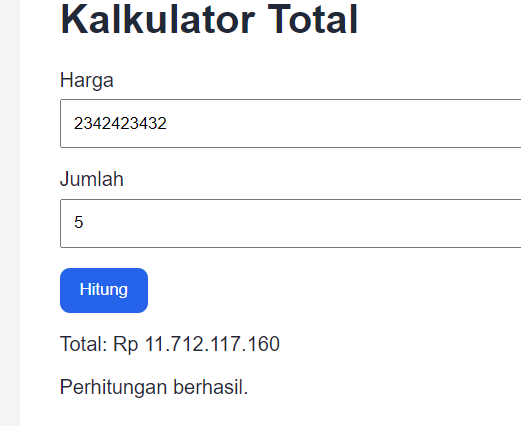 Kalkulator Total
Harga
2342423432
Jumlah
5
Hitung
Total: Rp 11.712.117.160
Perhitungan berhasil.